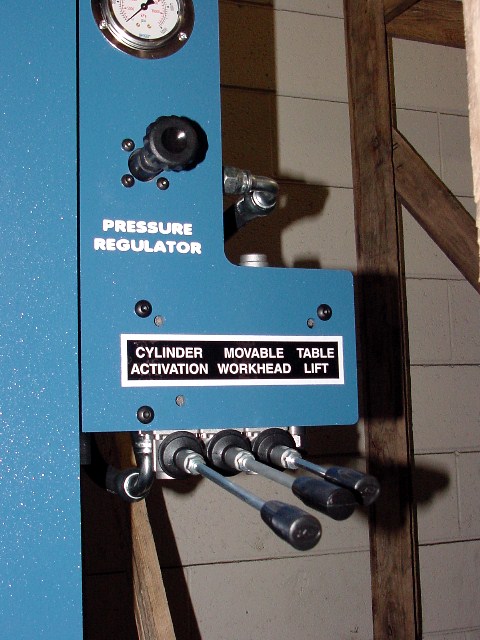 PRESSURE
REGULATOR
CYLINDER MOVABLE TABLE
ACTIVATION WORKHEAD LIFT